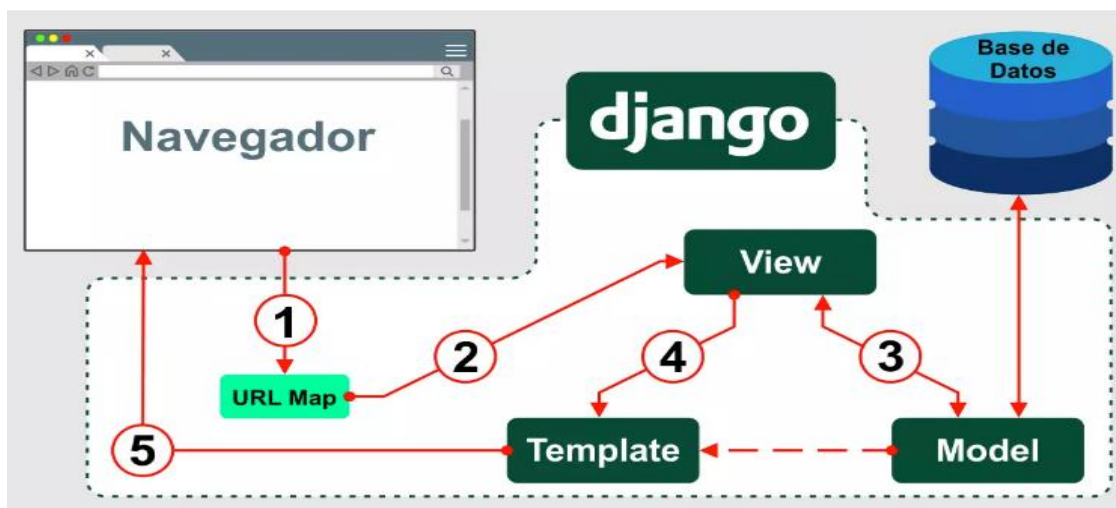 Navegador
django
Base de
Datos
View
1
2
4
3
URL Map
5
Template
Model